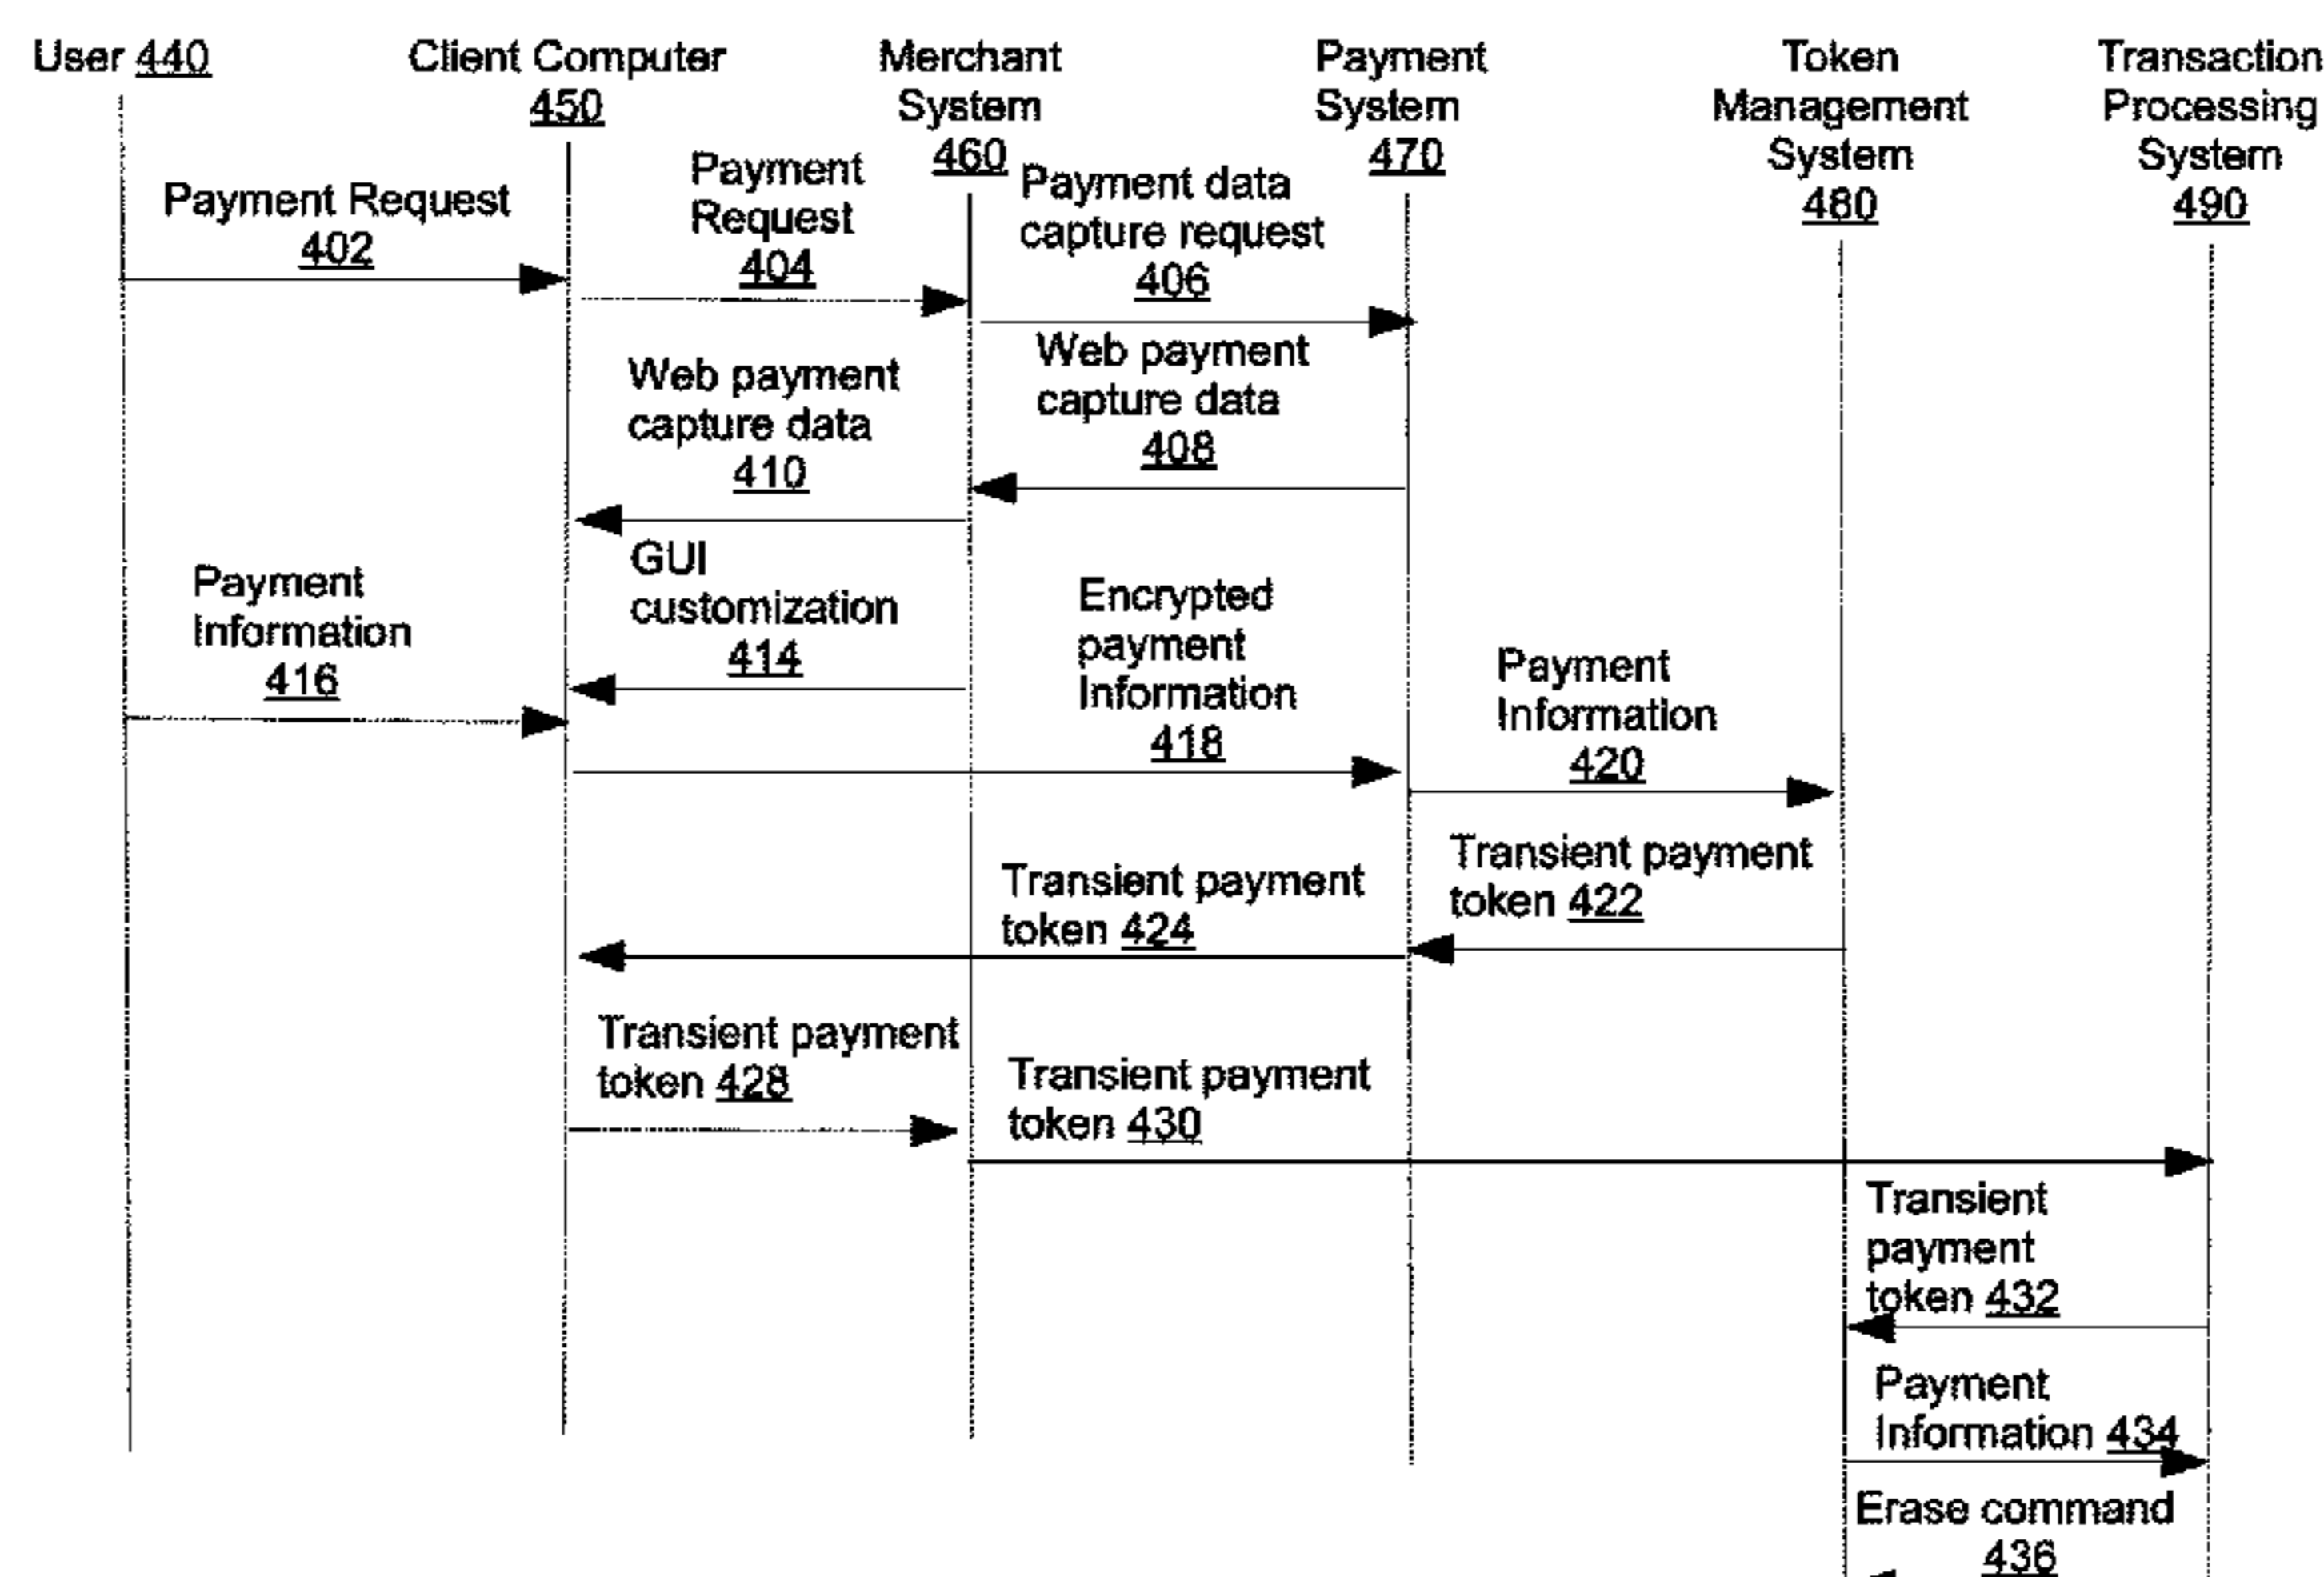 User 440
Client Computer
450
Merchant
System
460
Payment
System
470
Token
Management
System
480
Transaction
Processing
System
490
Payment Request
402
Payment
Request
404
Payment data
capture request
406
Web payment
capture data
408
Web payment
capture data
410
GUI
customization
414
Payment
Information
416
Encrypted
payment
Information
418
Payment
Information
420
Transient payment
token 422
Transient payment
token 424
Transient payment
token 428
Transient payment
token 430
Transient
payment
token 432
Payment
Information 434
Erase command
436